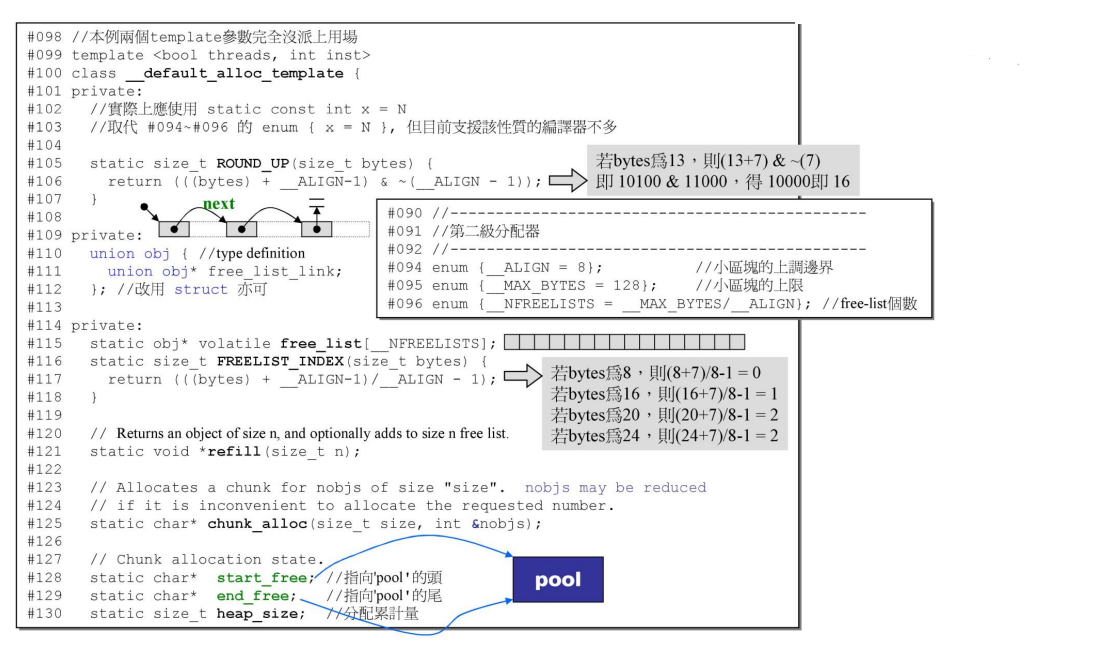 #098 //本例兩個template參數完全沒派上用場
#099 template <bool threads, int inst>
#100 class __default_alloc_template {
#101 private:
#102   //實際上應使用 static const int x = N
#103   //取代 #094~#096 的 enum { x = N }, 但目前支援該性質的編譯器不多
#104
#105   static size_t ROUND_UP(size_t bytes) {
#106     return (((bytes) + __ALIGN-1) & ~(__ALIGN - 1));
#107   }
若bytes爲13，則(13+7) & ~(7)
即 10100 & 11000，得 10000即 16
next
#108
#109 private:
#110   union obj { //type definition
#111     union obj* free_list_link;
#112   }; //改用 struct 亦可
#113
#090 //----------------------------------------------
#091 //第二級分配器
#092 //----------------------------------------------
#094 enum {__ALIGN = 8};            //小區塊的上調邊界
#095 enum {__MAX_BYTES = 128};      //小區塊的上限
#096 enum {__NFREELISTS = __MAX_BYTES/__ALIGN}; //free-list個數
#114 private:
#115   static obj* volatile free_list[__NFREELISTS];
#116   static size_t FREELIST_INDEX(size_t bytes) {
#117     return (((bytes) + __ALIGN-1)/__ALIGN - 1);
#118   }
#119
若bytes爲8，則(8+7)/8-1 = 0
若bytes爲16，則(16+7)/8-1 = 1
若bytes爲20，則(20+7)/8-1 = 2
若bytes爲24，則(24+7)/8-1 = 2
#120   // Returns an object of size n, and optionally adds to size n free list.
#121   static void *refill(size_t n);
#122
#123   // Allocates a chunk for nobjs of size "size".  nobjs may be reduced
#124   // if it is inconvenient to allocate the requested number.
#125   static char* chunk_alloc(size_t size, int &nobjs);
#126
#127   // Chunk allocation state.
#128   static char*  start_free; //指向'pool'的頭
#129   static char*  end_free;   //指向'pool'的尾
#130   static size_t heap_size;  //分配累計量
pool